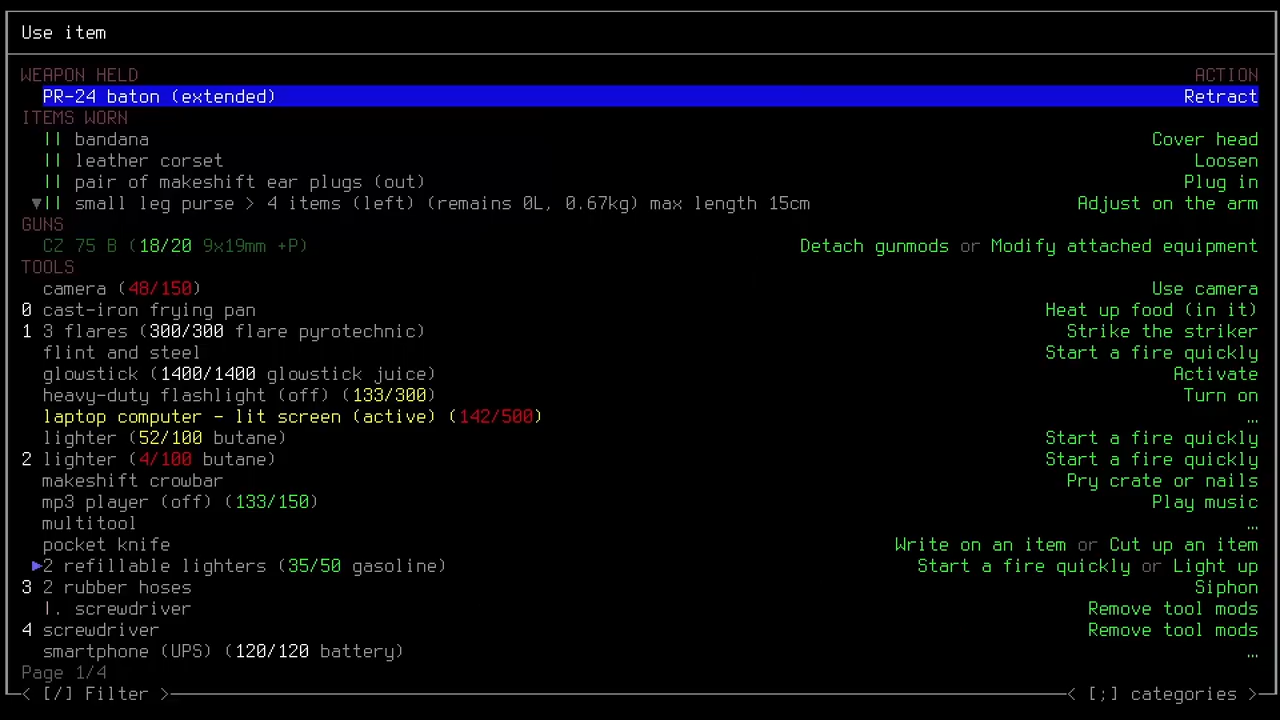 Use item
WEAPON HELD ACTION
PR-24 baton (extended) Retract
ITEMS WORN
|| bandana Cover head
|| leather corset Loosen
|| pair of makeshift ear plugs (out) Plug in
▼|| small leg purse > 4 items (left) (remains 0L, 0.67kg) max length 15cm Adjust on the arm
GUNS
CZ 75 B (18/20 9x19mm +P) Detach gunmods or Modify attached equipment
TOOLS
camera (48/150) Use camera
0 cast-iron frying pan Heat up food (in it)
1 3 flares (300/300 flare pyrotechnic) Strike the striker
flint and steel Start a fire quickly
glowstick (1400/1400 glowstick juice) Activate
heavy-duty flashlight (off) (133/300) Turn on
laptop computer - lit screen (active) (142/500) …
lighter (52/100 butane) Start a fire quickly
2 lighter (4/100 butane) Start a fire quickly
makeshift crowbar Pry crate or nails
mp3 player (off) (133/150) Play music
multitool …
pocket knife Write on an item or Cut up an item
▶2 refillable lighters (35/50 gasoline) Start a fire quickly or Light up
3 2 rubber hoses Siphon
|. screwdriver Remove tool mods
4 screwdriver Remove tool mods
smartphone (UPS) (120/120 battery) …
Page 1/4
< [/] Filter > < [;] categories >